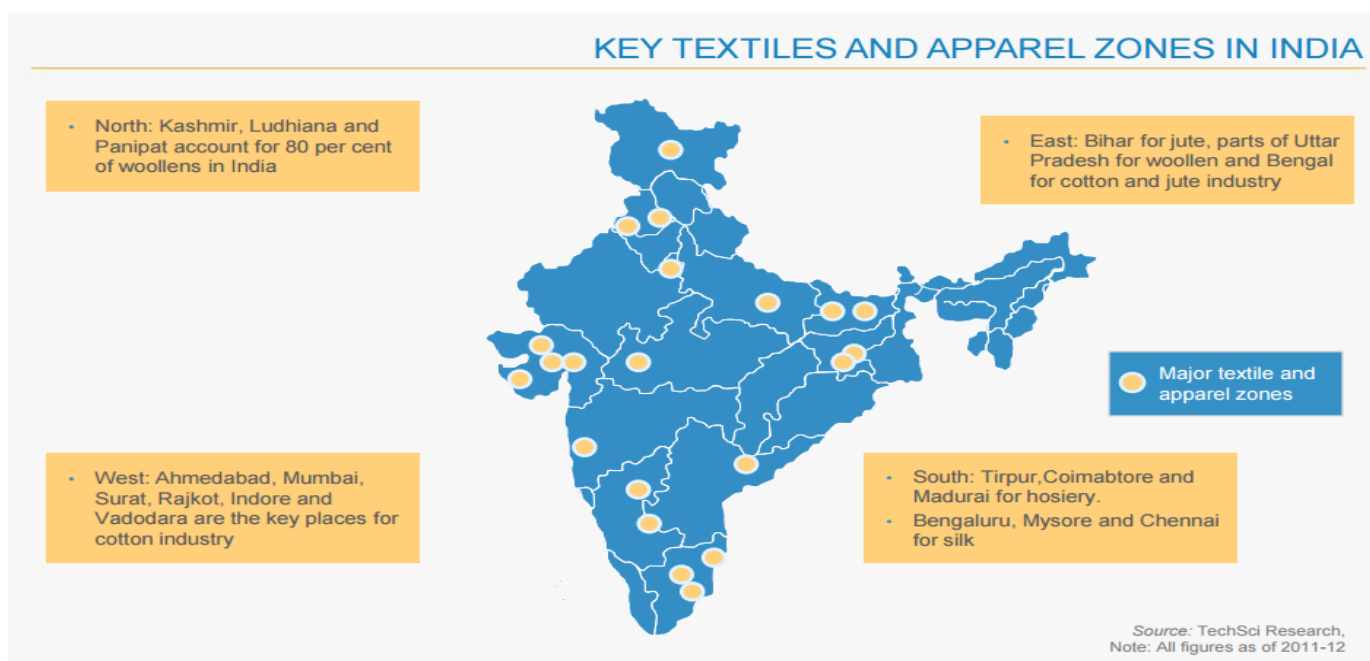 KEY TEXTILES AND APPAREL ZONES IN INDIA
• North: Kashmir, Ludhiana and
Panipat account for 80 per cent
of woollens in India
• East: Bihar for jute, parts of Uttar
Pradesh for woollen and Bengal
for cotton and jute industry
Major textile and
apparel zones
• West: Ahmedabad, Mumbai,
Surat, Rajkot, Indore and
Vadodara are the key places for
cotton industry
• South: Tirpur,Coimabtore and
Madurai for hosiery.
• Bengaluru, Mysore and Chennai
for silk
Source: TechSci Research,
Note: All figures as of 2011-12